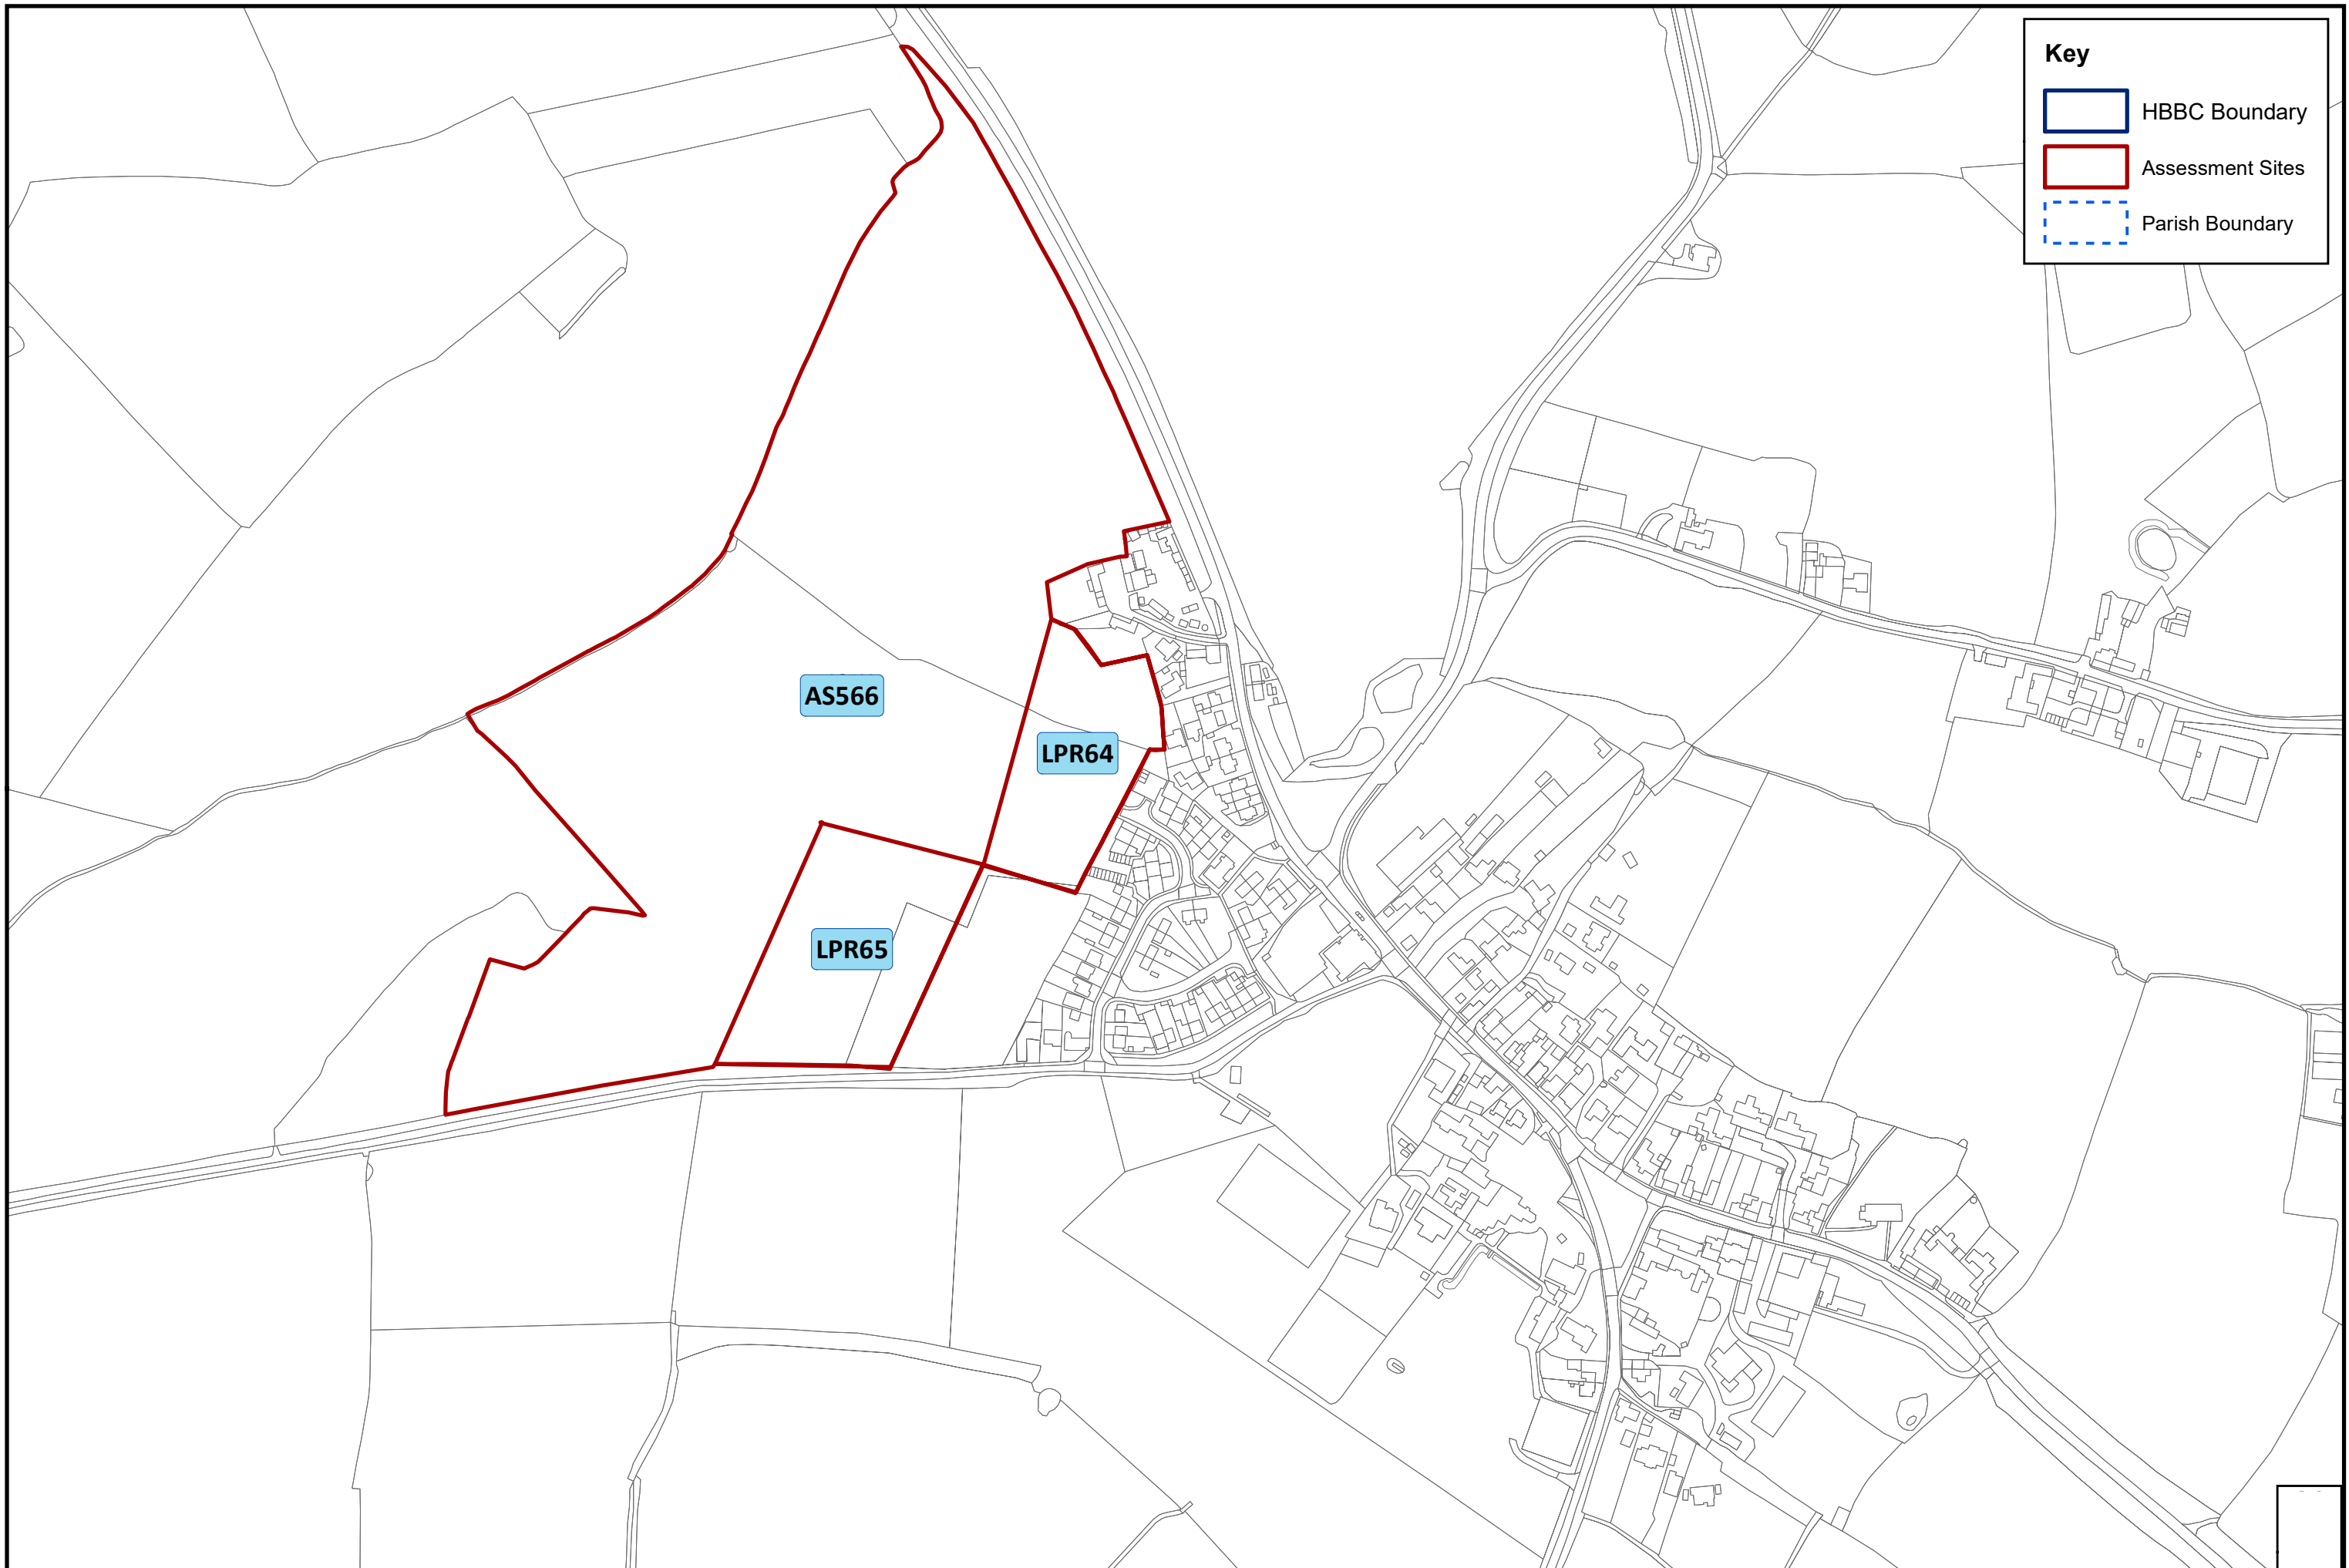 Key
HBBC Boundary
Assessment Sites
Parish Boundary
AS566
LPR64
LPR65